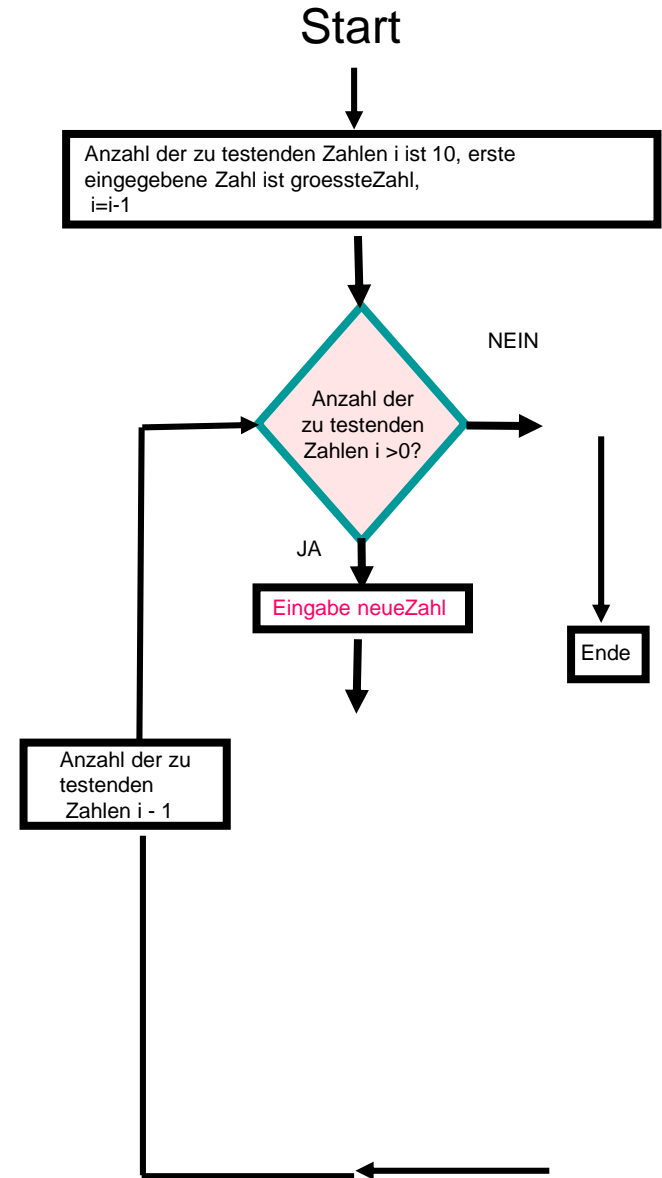 Start
Anzahl der zu testenden Zahlen i ist 10, erste
eingegebene Zahl ist groessteZahl,
i=i-1
NEIN
Anzahl der
zu testenden
Zahlen i >0?
JA
Eingabe neueZahl
Ende
Anzahl der zu
testenden
Zahlen i - 1